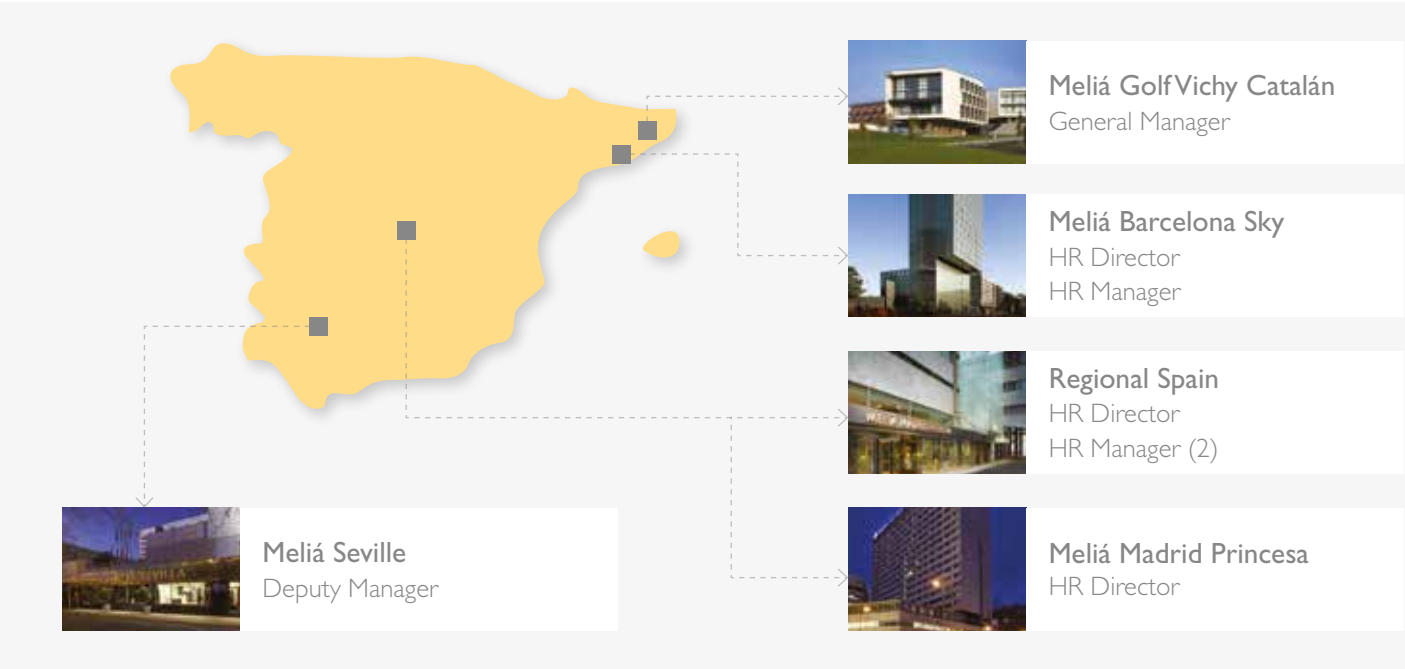 Meliá Golf Vichy Catalán
General Manager
Meliá Barcelona Sky
HR Director
HR Manager
Regional Spain
HR Director
HR Manager (2)
Meliá Seville
Deputy Manager
Meliá Madrid Princesa
HR Director